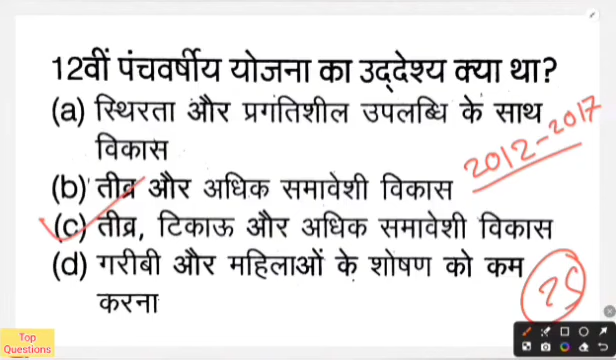 12वीं पंचवर्षीय योजना का उद्देश्य क्या था?
(a) स्थिरता और प्रगतिशील उपलब्धि के साथ
विकास
2012-2017
(b) तीव्र और अधिक समावेशी विकास
(c) तीव्र, टिकाऊ और अधिक समावेशी विकास
(d) गरीबी और महिलाओं के शोषण को कम
करना
25
Top
Questions